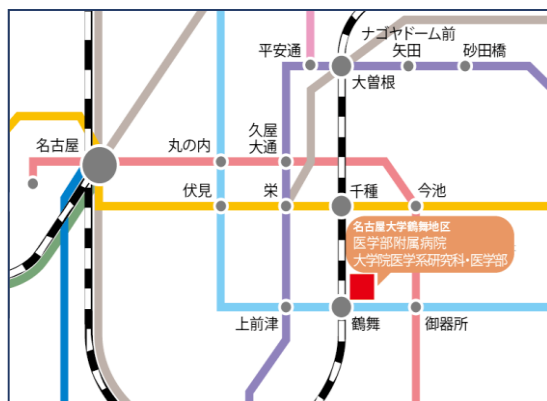 ナゴヤドーム前
平安通
矢田
砂田橋
大曽根
名古屋
丸の内
久屋
大通
伏見
栄
千種
今池
名古屋大学鶴舞地区
医学部附属病院
大学院医学系研究科・医学部
上前津
鶴舞
御器所